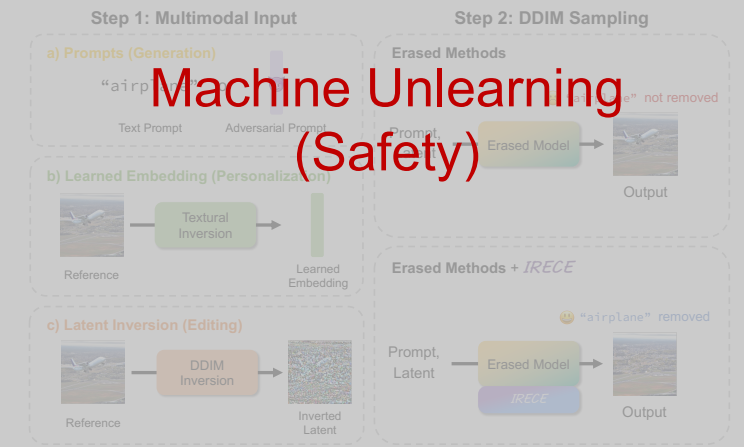 Step 1: Multimodal Input
a) Prompts (Generation)
"airplane"
Text Prompt
Adversarial Prompt
b) Learned Embedding (Personalization)
Textural
Inversion
Reference
Learned
Embedding
c) Latent Inversion (Editing)
DDIM
Inversion
Reference
Inverted
Latent
Step 2: DDIM Sampling
Erased Methods
"airplane" not removed
Prompt,
Erased Model
Output
Erased Methods + IRECE
"airplane" removed
Prompt,
Latent
Erased Model
IRECE
Output
Machine Unlearning
(Safety)